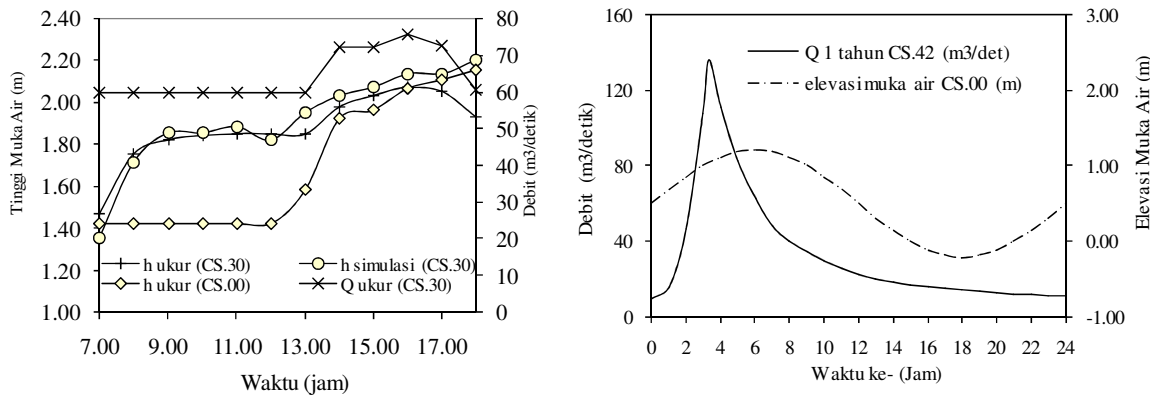 2.40
2.20
2.00
1.80
1.60
1.40
1.20
1.00
Tinggi Muka Air (m)
80
70
60
50
40
30
20
10
0
Debit (m3/detik)
h ukur (CS.30)
h simulasi (CS.30)
h ukur (CS.00)
Q ukur (CS.30)
7.00 9.00 11.00 13.00 15.00 17.00
Waktu (jam)
160
120
80
40
0
Debit (m3/detik)
3.00
2.00
1.00
0.00
-1.00
Elevasi Muka Air (m)
Q 1 tahun CS.42 (m3/det)
elevasi muka air CS.00 (m)
0 2 4 6 8 10 12 14 16 18 20 22 24
Waktu ke- (Jam)